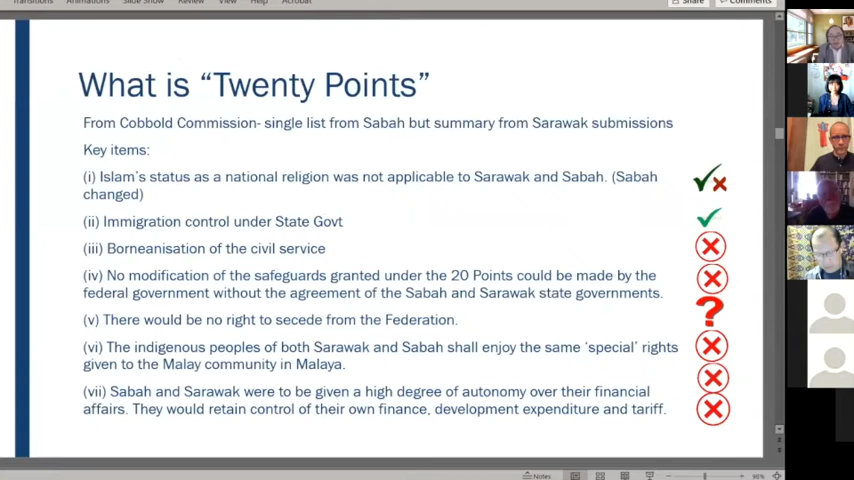 Transitions Animations Slide Show Review View Help Acrobat Share Comments
What is “Twenty Points”
From Cobbold Commission- single list from Sabah but summary from Sarawak submissions
Key items:
(i) Islam’s status as a national religion was not applicable to Sarawak and Sabah. (Sabah
changed)
(ii) Immigration control under State Govt
(iii) Borneanisation of the civil service
(iv) No modification of the safeguards granted under the 20 Points could be made by the
federal government without the agreement of the Sabah and Sarawak state governments.
(v) There would be no right to secede from the Federation.
(vi) The indigenous peoples of both Sarawak and Sabah shall enjoy the same ‘special’ rights
given to the Malay community in Malaya.
(vii) Sabah and Sarawak were to be given a high degree of autonomy over their financial
affairs. They would retain control of their own finance, development expenditure and tariff.
Notes